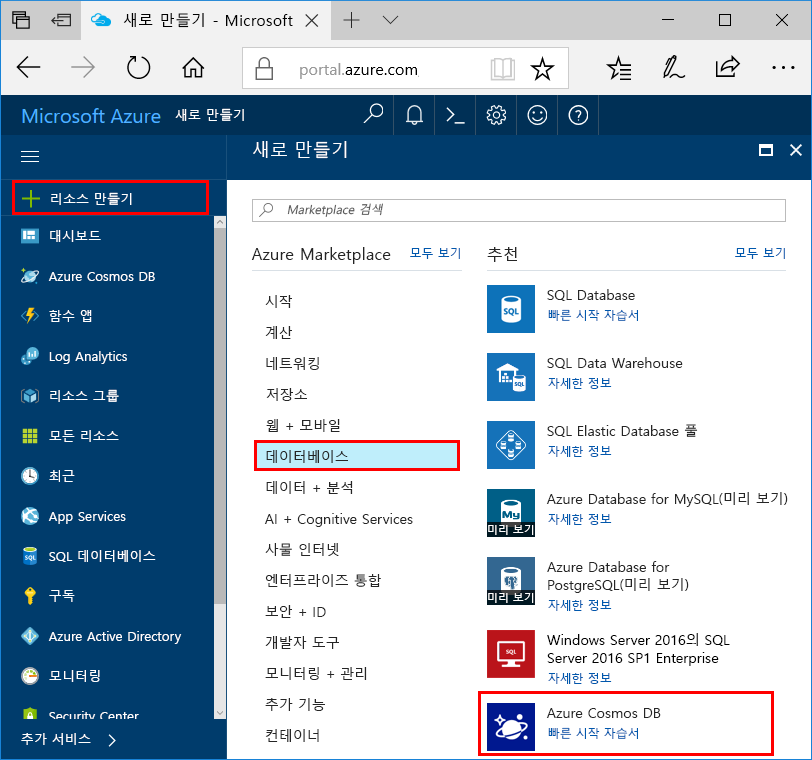 새로 만들기 - Microsoft
portal.azure.com
Microsoft Azure 새로 만들기
새로 만들기
리소스 만들기
대시보드
Azure Cosmos DB
함수 앱
Log Analytics
리소스 그룹
모든 리소스
최근
App Services
SQL 데이터베이스
구독
Azure Active Directory
모니터링
Security Center
추가 서비스
Marketplace 검색
Azure Marketplace 모두 보기
시작
계산
네트워킹
저장소
웹 + 모바일
데이터베이스
데이터 + 분석
AI + Cognitive Services
사물 인터넷
엔터프라이즈 통합
보안 + ID
개발자 도구
모니터링 + 관리
추가 기능
컨테이너
추천 모두 보기
SQL
SQL Database
빠른 시작 자습서
SQL
SQL Data Warehouse
자세한 정보
SQL Elastic Database 풀
자세한 정보
My
미리 보기
Azure Database for MySQL(미리 보기)
자세한 정보
미리 보기
Azure Database for
PostgreSQL(미리 보기)
자세한 정보
SQL
Windows Server 2016의 SQL
Server 2016 SP1 Enterprise
자세한 정보
Azure Cosmos DB
빠른 시작 자습서